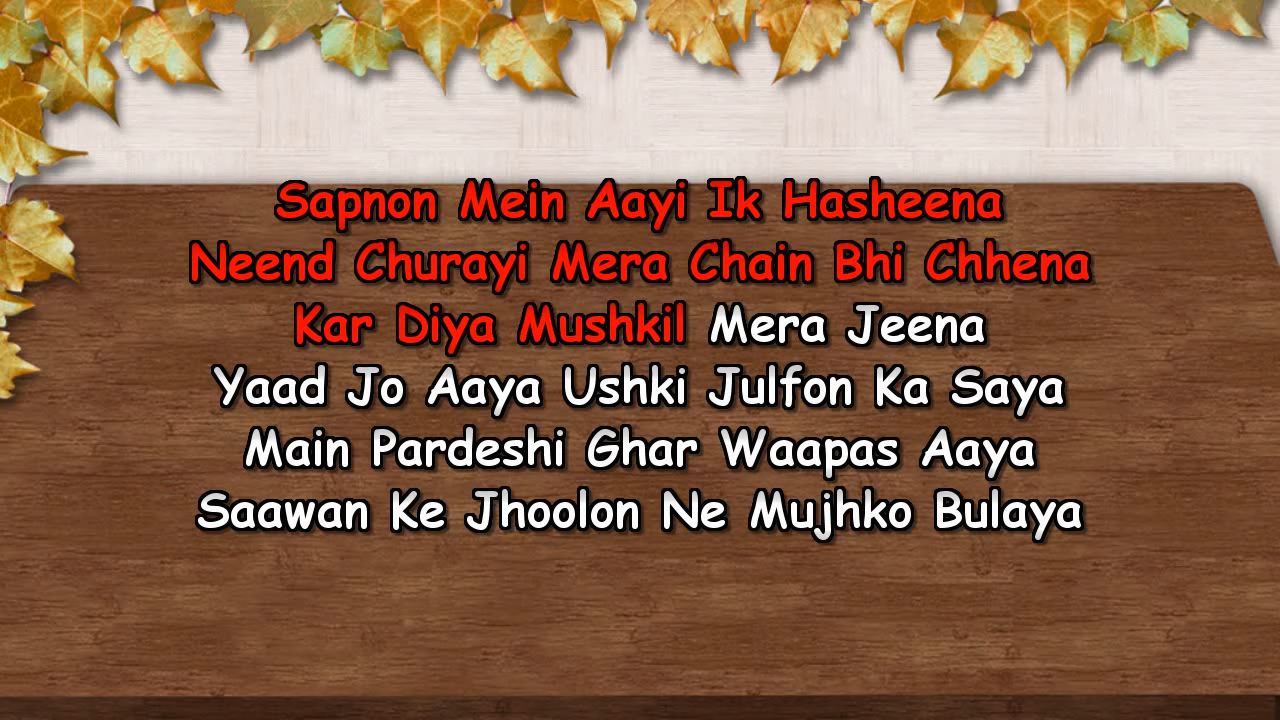 Sapnon Mein Aayi Ik Hasheena
Neend Churayi Mera Chain Bhi Chhena
Kar Diya Mushkil Mera Jeena
Yaad Jo Aaya Ushki Julfon Ka Saya
Main Pardeshi Ghar Waapas Aaya
Saawan Ke Jhoolon Ne Mujhko Bulaya